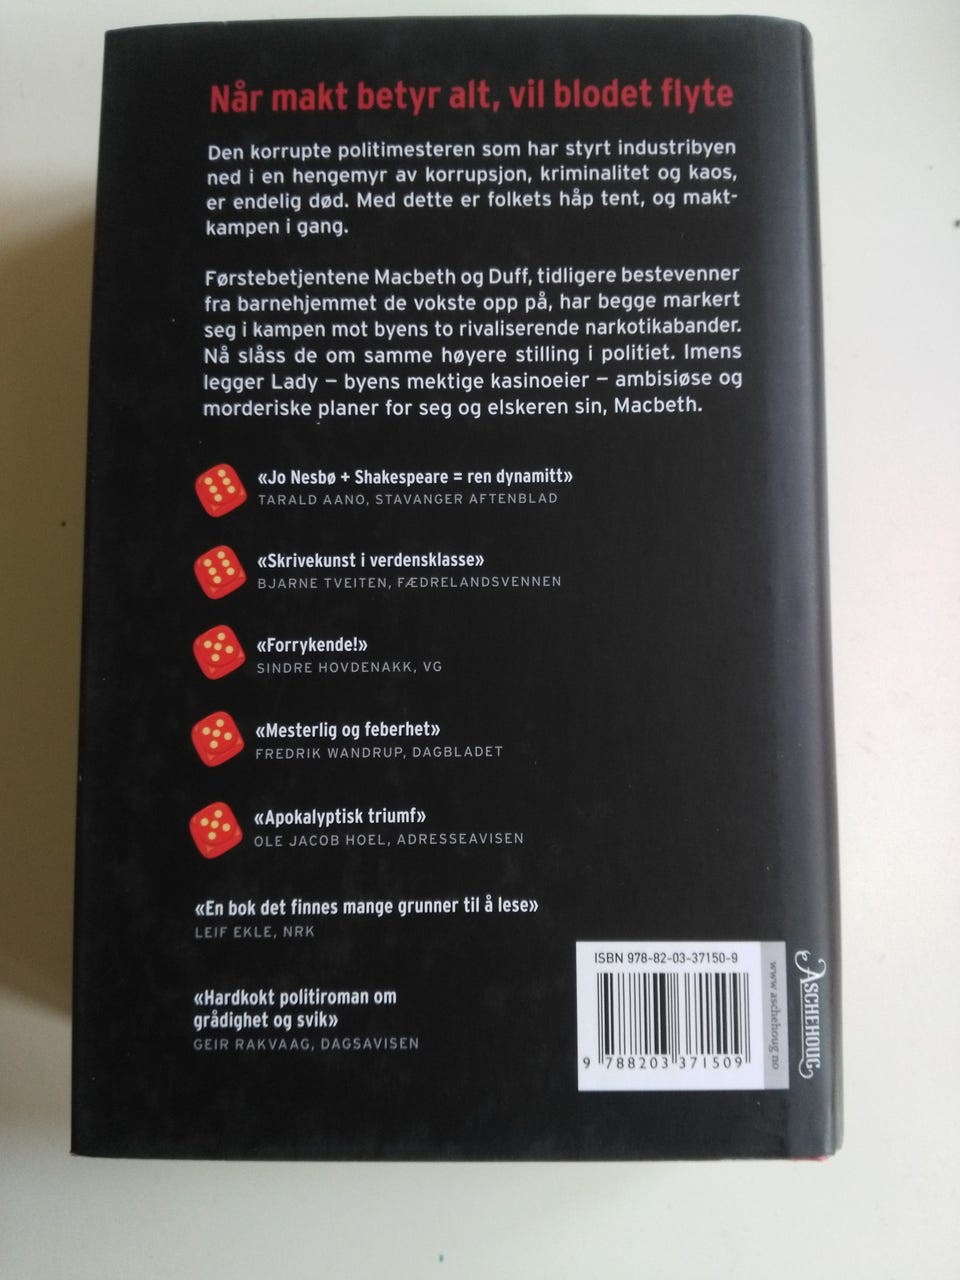 Når makt betyr alt, vil blodet flyte
Den korrupte politimesteren som har styrt industribyen
ned i en hengemyr av korrupsjon, kriminalitet og kaos,
er endelig død. Med dette er folkets håp tent, og makt-
kampen i gang.
Førstebetjentene Macbeth og Duff, tidligere bestevenner
fra barnehjemmet de vokste opp på, har begge markert
seg i kampen mot byens to rivaliserende narkotikabander.
Nå slåss de om samme høyere stilling i politiet. Imens
legger Lady – byens mektige kasinoeier – ambisiøse og
morderiske planer for seg og elskeren sin, Macbeth.
«Jo Nesbø + Shakespeare = ren dynamitt»
TARALD AANO, STAVANGER AFTENBLAD
«Skrivekunst i verdensklasse»
BJARNE TVEITEN, FÆDRELANDSVENNEN
«Forrykende!»
SINDRE HOVDENAKK, VG
«Mesterlig og feberhet»
FREDRIK WANDRUP, DAGBLADET
«Apokalyptisk triumf»
OLE JACOB HOEL, ADRESSEAVISEN
«En bok det finnes mange grunner til å lese»
LEIF EKLE, NRK
«Hardkokt politiroman om
grådighet og svik»
GEIR RAKVAAG, DAGSAVISEN
ISBN 978-82-03-37150-9
9 788203 371509
www.aschehoug.no
ASCHEHOUG